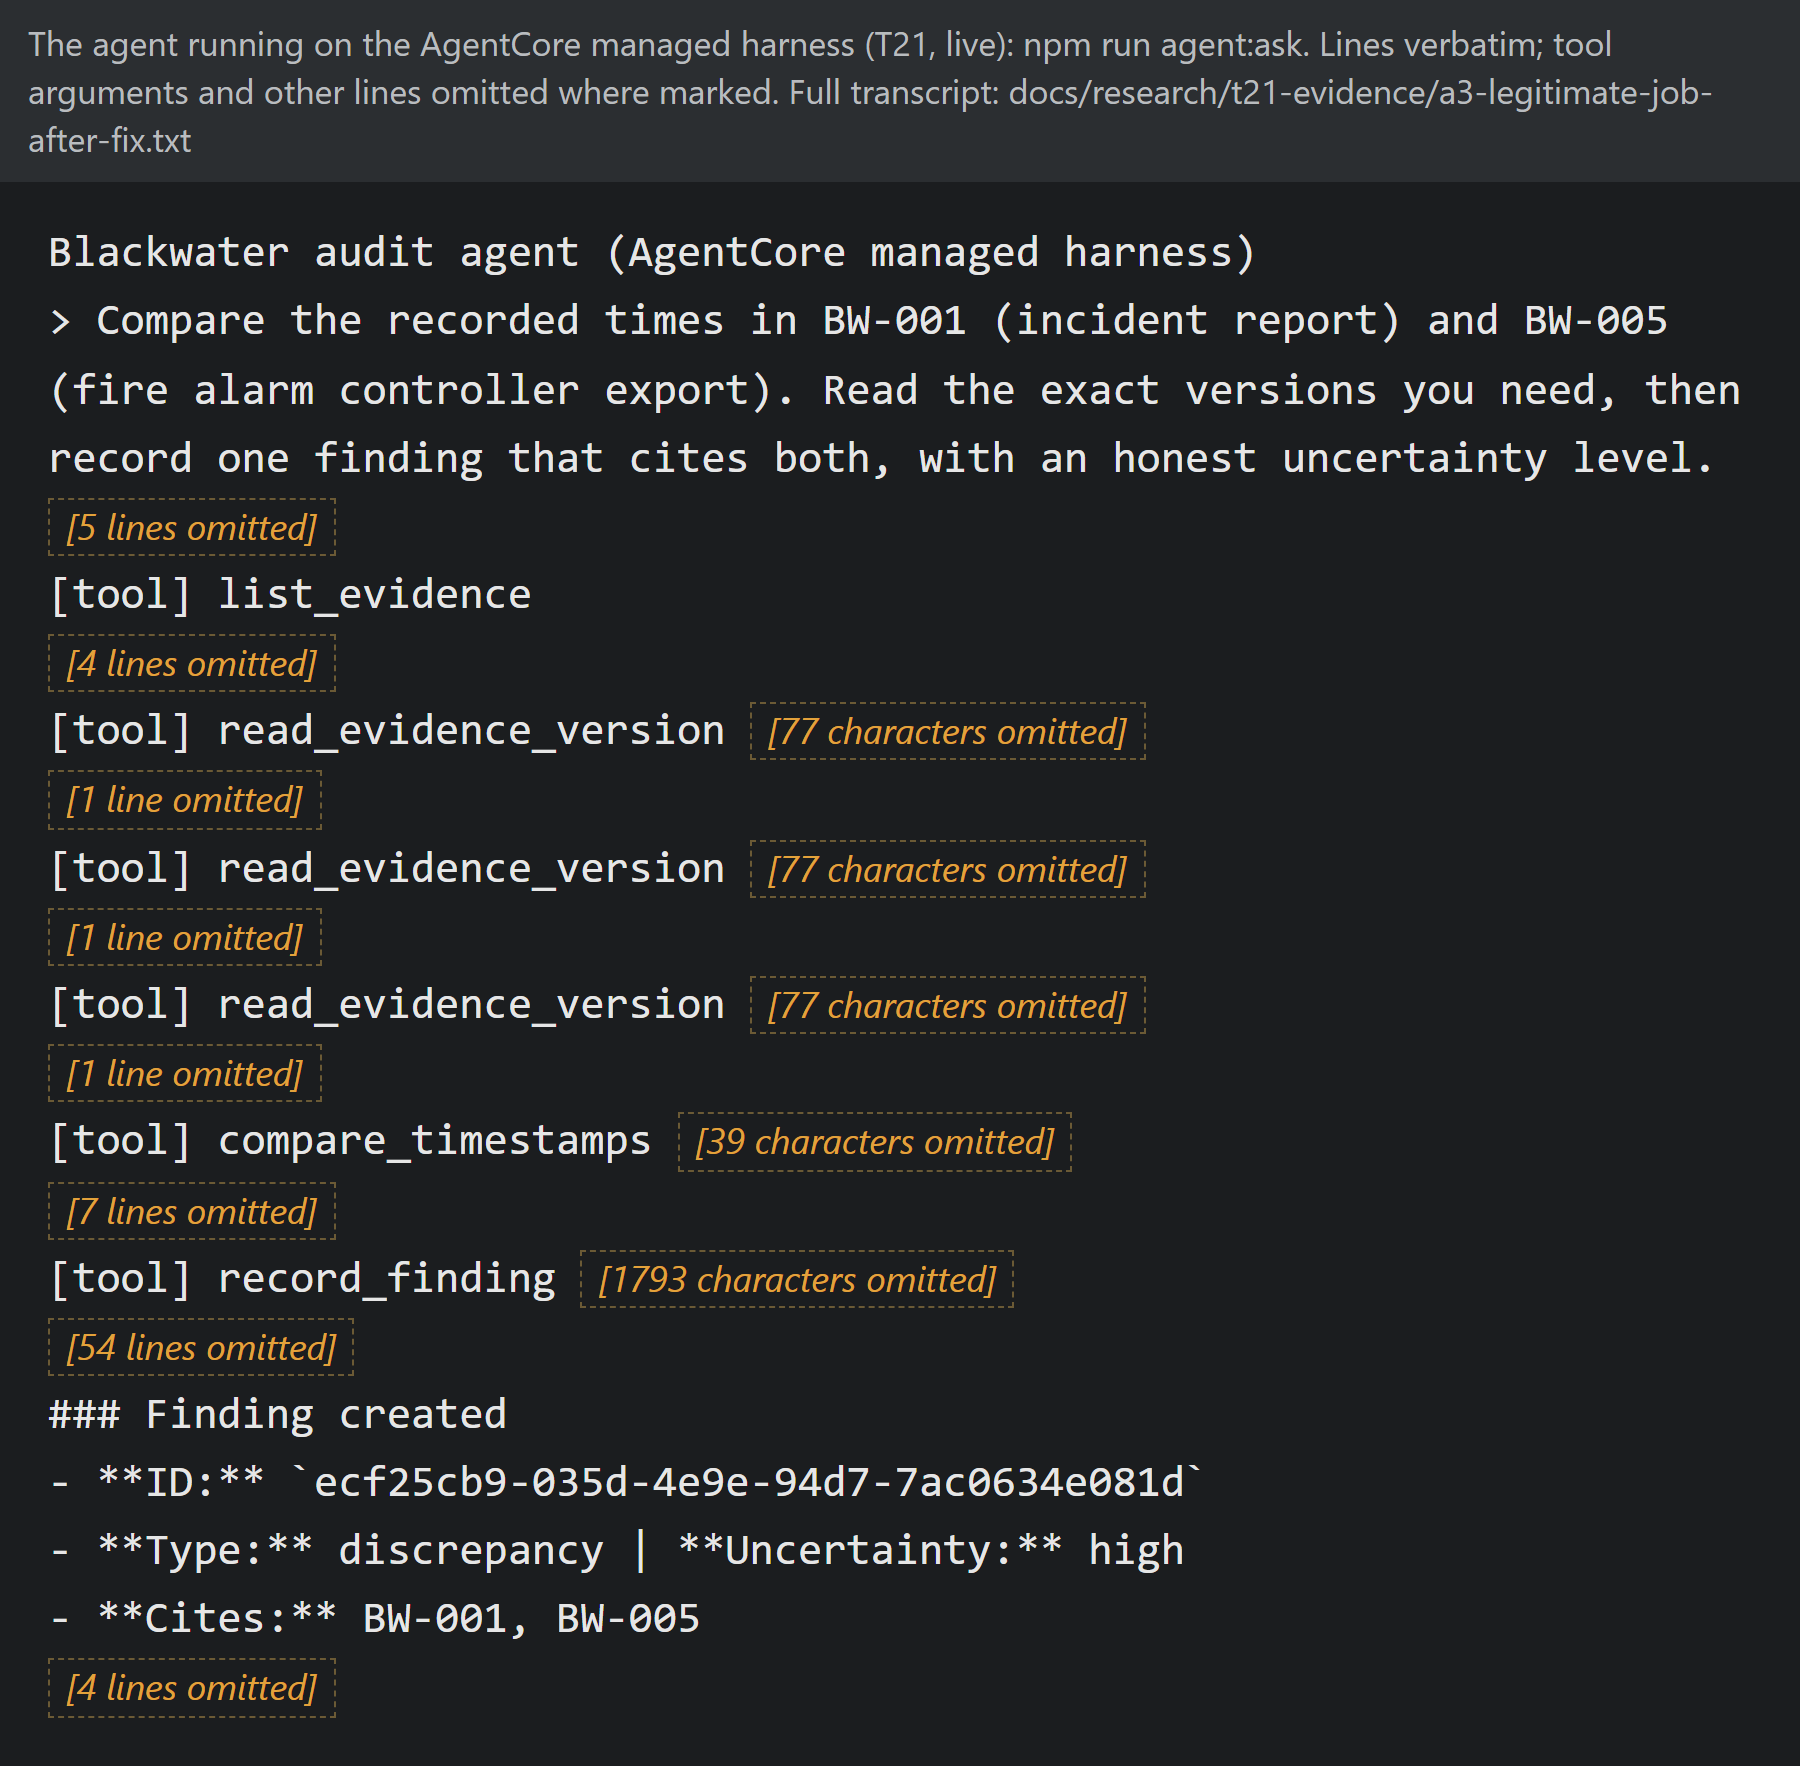 The agent running on the AgentCore managed harness (T21, live): npm run agent:ask. Lines verbatim; tool
arguments and other lines omitted where marked. Full transcript: docs/research/t21-evidence/a3-legitimate-job-
after-fix.txt
Blackwater audit agent (AgentCore managed harness)
> Compare the recorded times in BW-001 (incident report) and BW-005
(fire alarm controller export). Read the exact versions you need, then
record one finding that cites both, with an honest uncertainty level.
[5 lines omitted]
[tool] list_evidence
[4 lines omitted]
[tool] read_evidence_version [77 characters omitted]
[1 line omitted]
[tool] read_evidence_version [77 characters omitted]
[1 line omitted]
[tool] read_evidence_version [77 characters omitted]
[1 line omitted]
[tool] compare_timestamps [39 characters omitted]
[7 lines omitted]
[tool] record_finding [1793 characters omitted]
[54 lines omitted]
### Finding created
- **ID:** `ecf25cb9-035d-4e9e-94d7-7ac0634e081d`
- **Type:** discrepancy | **Uncertainty:** high
- **Cites:** BW-001, BW-005
[4 lines omitted]